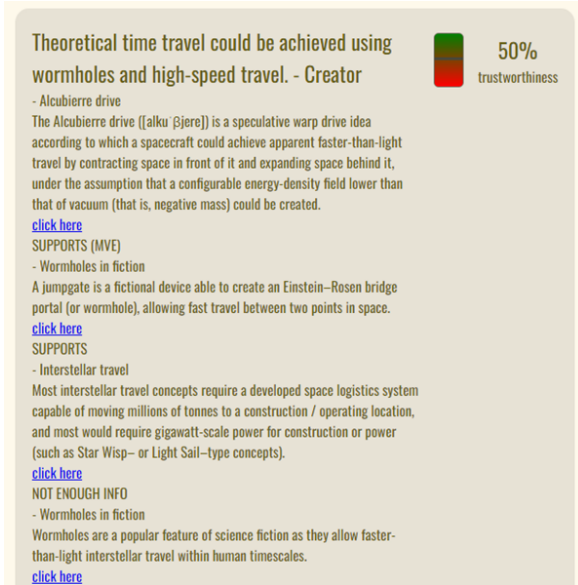 Theoretical time travel could be achieved using
wormholes and high-speed travel. - Creator
50%
trustworthiness
- Alcubierre drive
The Alcubierre drive ([alkuˈβjere]) is a speculative warp drive idea
according to which a spacecraft could achieve apparent faster-than-light
travel by contracting space in front of it and expanding space behind it,
under the assumption that a configurable energy-density field lower than
that of vacuum (that is, negative mass) could be created.
click here
SUPPORTS (MVE)
- Wormholes in fiction
A jumpgate is a fictional device able to create an Einstein–Rosen bridge
portal (or wormhole), allowing fast travel between two points in space.
click here
SUPPORTS
- Interstellar travel
Most interstellar travel concepts require a developed space logistics system
capable of moving millions of tonnes to a construction / operating location,
and most would require gigawatt-scale power for construction or power
(such as Star Wisp– or Light Sail–type concepts).
click here
NOT ENOUGH INFO
- Wormholes in fiction
Wormholes are a popular feature of science fiction as they allow faster-
than-light interstellar travel within human timescales.
click here